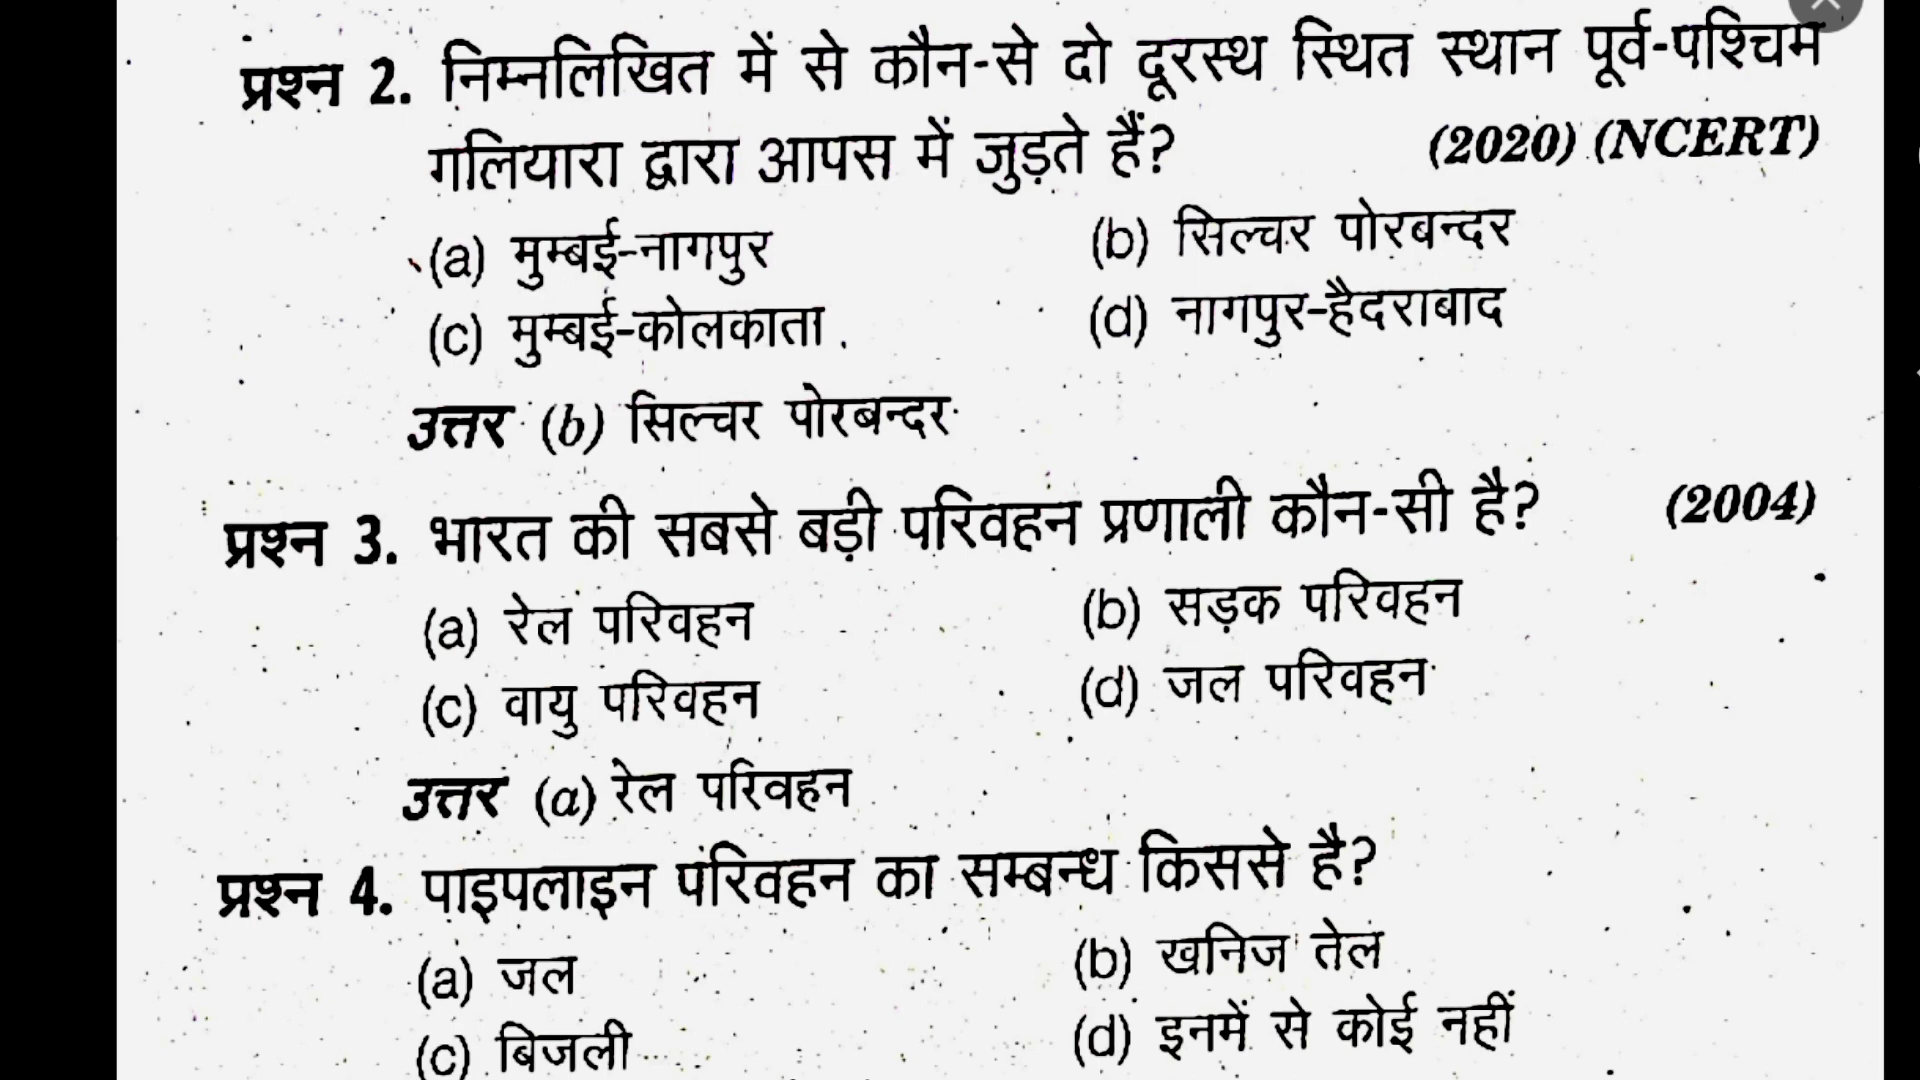 प्रश्न 2. निम्नलिखित में से कौन-से दो दूरस्थ स्थित स्थान पूर्व-पश्चिम
गलियारा द्वारा आपस में जुड़ते हैं? (2020) (NCERT)
(a) मुम्बई-नागपुर (b) सिल्चर पोरबन्दर
(c) मुम्बई-कोलकाता (d) नागपुर-हैदराबाद
उत्तर (b) सिल्चर पोरबन्दर
प्रश्न 3. भारत की सबसे बड़ी परिवहन प्रणाली कौन-सी है? (2004)
(a) रेल परिवहन (b) सड़क परिवहन
(c) वायु परिवहन (d) जल परिवहन
उत्तर (a) रेल परिवहन
प्रश्न 4. पाइपलाइन परिवहन का सम्बन्ध किससे है?
(a) जल (b) खनिज तेल
(c) बिजली (d) इनमें से कोई नहीं